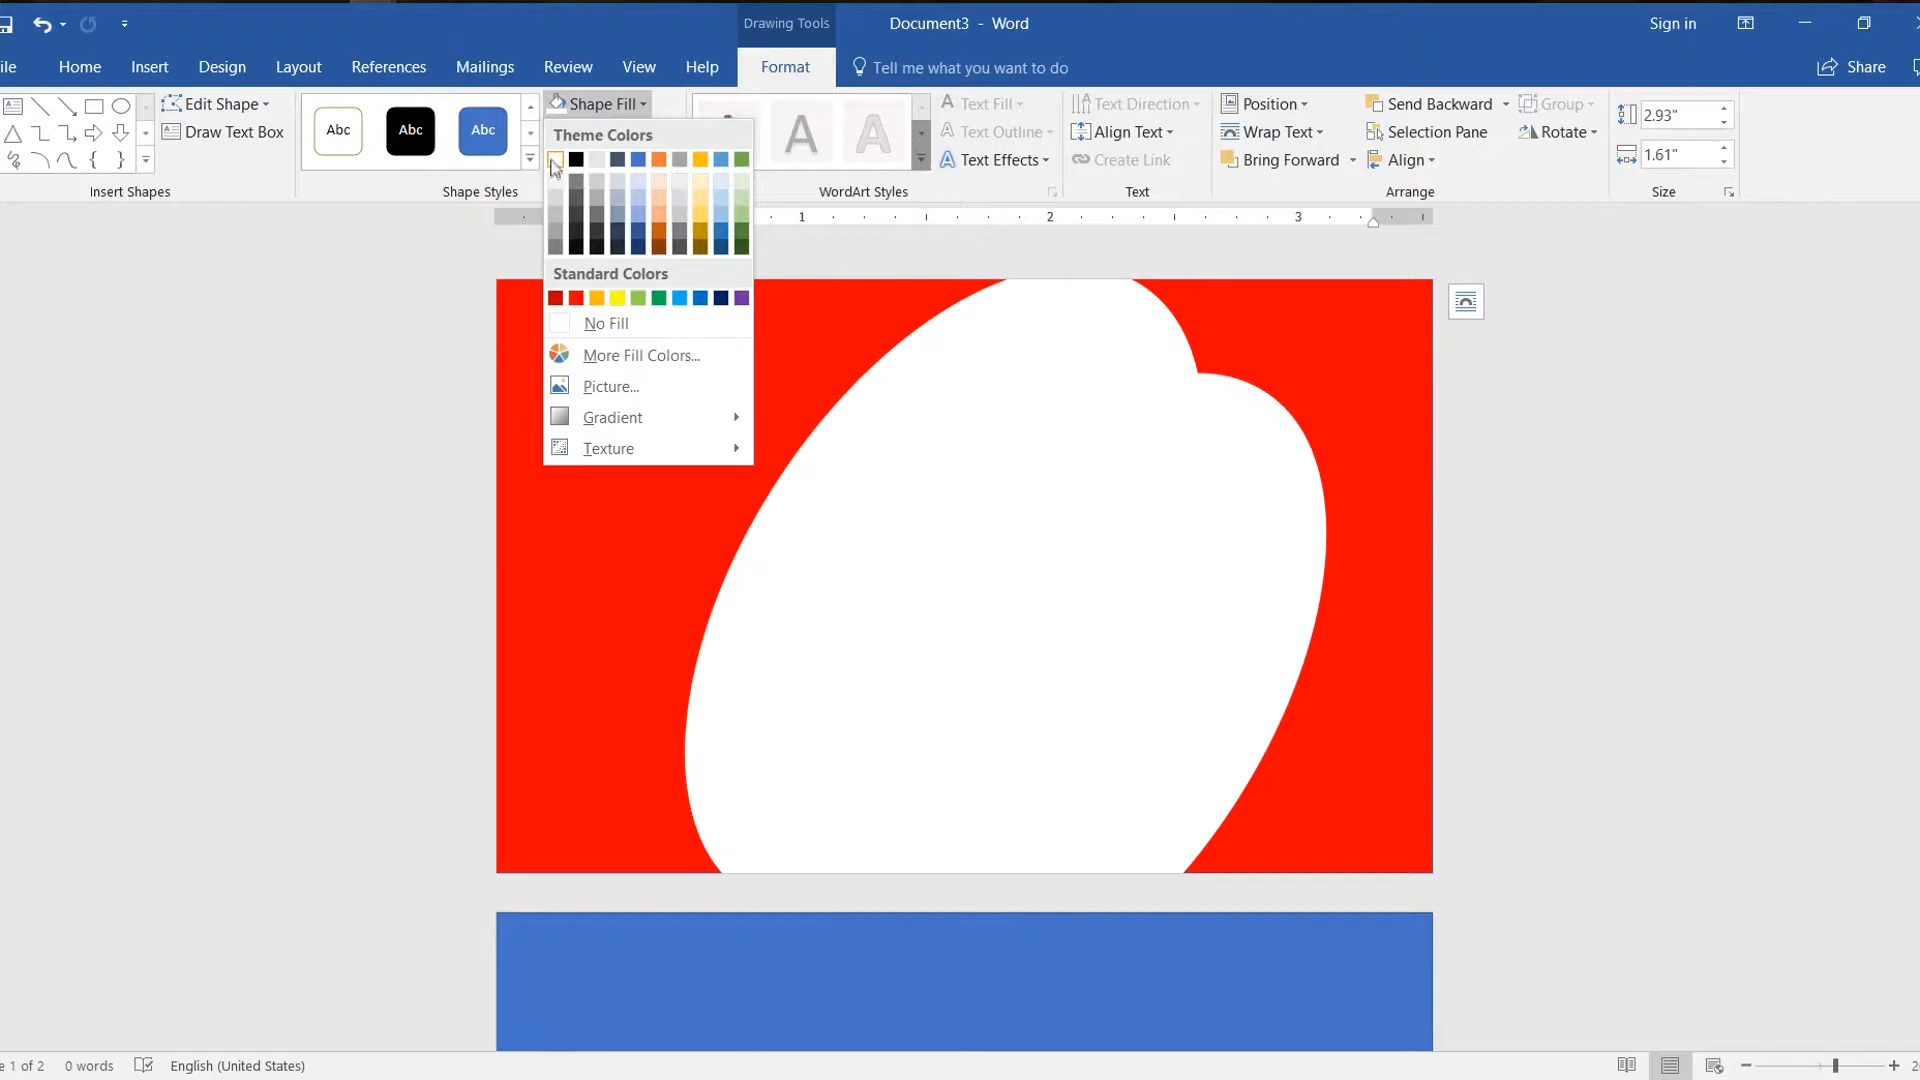 Drawing Tools
Document3 - Word
Sign in
ile
Home
Insert
Design
Layout
References
Mailings
Review
View
Help
Format
Tell me what you want to do
Share
Edit Shape
Draw Text Box
Insert Shapes
Abc
Abc
Abc
Shape Styles
Shape Fill
Theme Colors
Standard Colors
No Fill
More Fill Colors...
Picture...
Gradient
Texture
A
A
WordArt Styles
A Text Fill
A Text Outline
A Text Effects
Text Direction
Align Text
Create Link
Text
Position
Wrap Text
Bring Forward
Send Backward
Selection Pane
Align
Group
Rotate
Arrange
2.93"
1.61"
Size
1
2
3
e 1 of 2
0 words
English (United States)